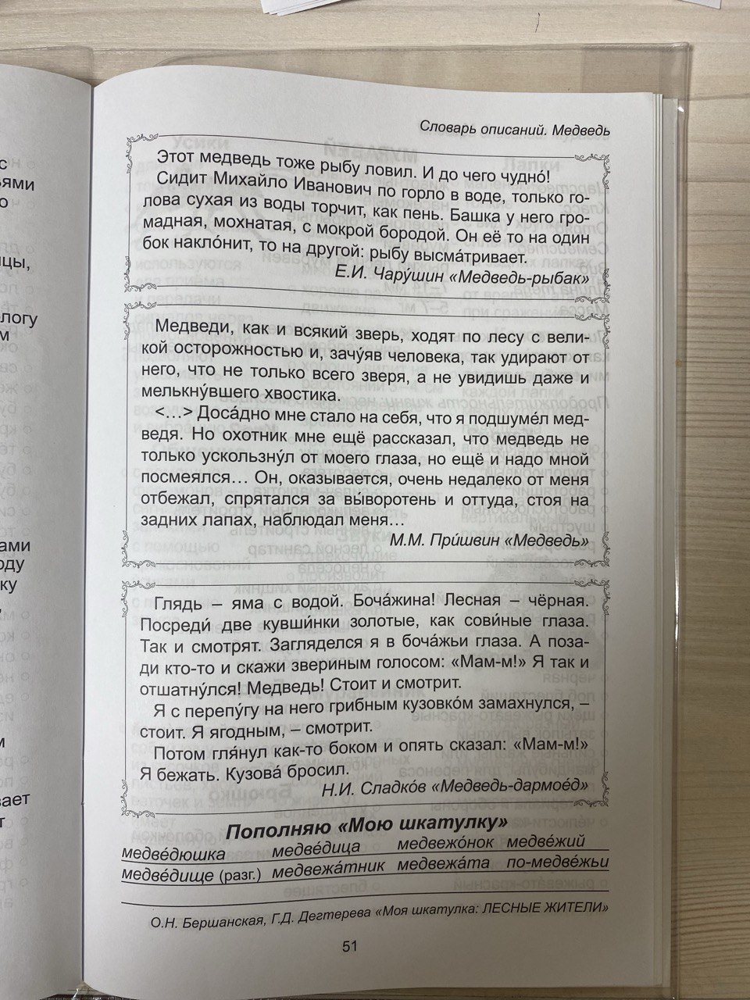 Словарь описаний. Медведь
Этот медведь тоже рыбу ловил. И до чего чудно́!
Сидит Михайло Иванович по горло в воде, только го-
лова сухая из воды торчит, как пень. Башка у него гро-
мадная, мохнатая, с мокрой бородой. Он её то на один
бок накло́нит, то на другой: рыбу высма́тривает.
Е.И. Чару́шин «Медведь-рыбак»
Медведи, как и всякий зверь, ходят по лесу с вели-
кой осторожностью и, зачу́яв человека, так удирают от
него, что не только всего зверя, а не увидишь даже и
мелькну́вшего хвостика.
<...> Доса́дно мне стало на себя, что я подшуме́л мед-
ведя. Но охотник мне ещё рассказал, что медведь не
только ускользну́л от моего глаза, но ещё и надо мной
посмеялся... Он, оказывается, очень недалеко от меня
отбежал, спрятался за вы́воротень и оттуда, стоя на
задних лапах, наблюдал меня...
М.М. При́швин «Медведь»
Глядь – яма с водой. Боча́жина! Лесная – чёрная.
Посреди́ две кувши́нки золотые, как сови́ные глаза.
Так и смотрят. Загляделся я в боча́жьи глаза. А поза-
ди кто-то и скажи звериным голосом: «Мам-м!» Я так и
отшатну́лся! Медведь! Стоит и смотрит.
Я с перепу́гу на него грибным кузовко́м замахнулся, –
стоит. Я ягодным, – смотрит.
Потом гля́нул как-то боком и опять сказал: «Мам-м!»
Я бежать. Кузова́ бросил.
Н.И. Сладко́в «Медведь-дармое́д»
Пополняю «Мою шкатулку»
медве́дюшка медве́дица медвежо́нок медве́жий
медве́дище (разг.) медвежа́тник медвежа́та по-медве́жьи
О.Н. Бершанская, Г.Д. Дегтерева «Моя шкатулка: ЛЕСНЫЕ ЖИТЕЛИ»
51